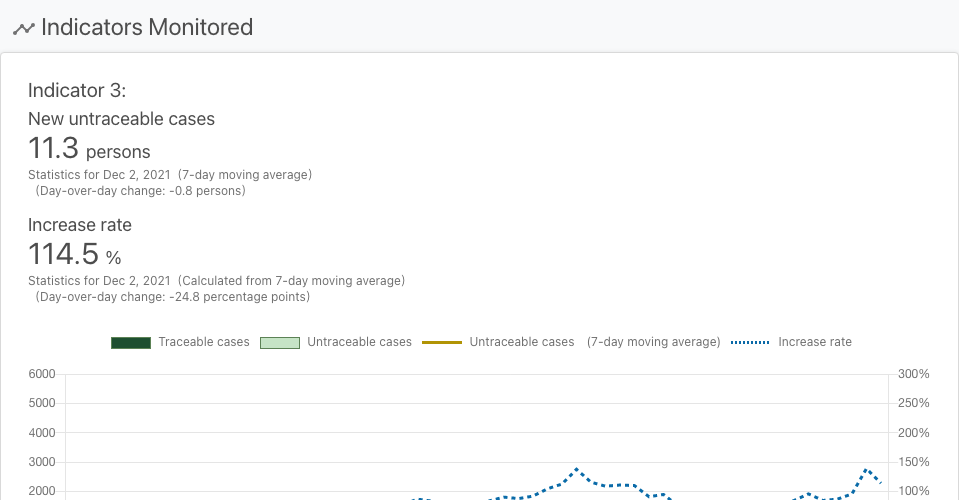 Indicators Monitored
Indicator 3:
New untraceable cases
11.3 persons
Statistics for Dec 2, 2021 (7-day moving average)
(Day-over-day change: -0.8 persons)
Increase rate
114.5 %
Statistics for Dec 2, 2021 (Calculated from 7-day moving average)
(Day-over-day change: -24.8 percentage points)
Traceable cases Untraceable cases Untraceable cases (7-day moving average) Increase rate
6000 300%
5000 250%
4000 200%
3000 150%
2000 100%